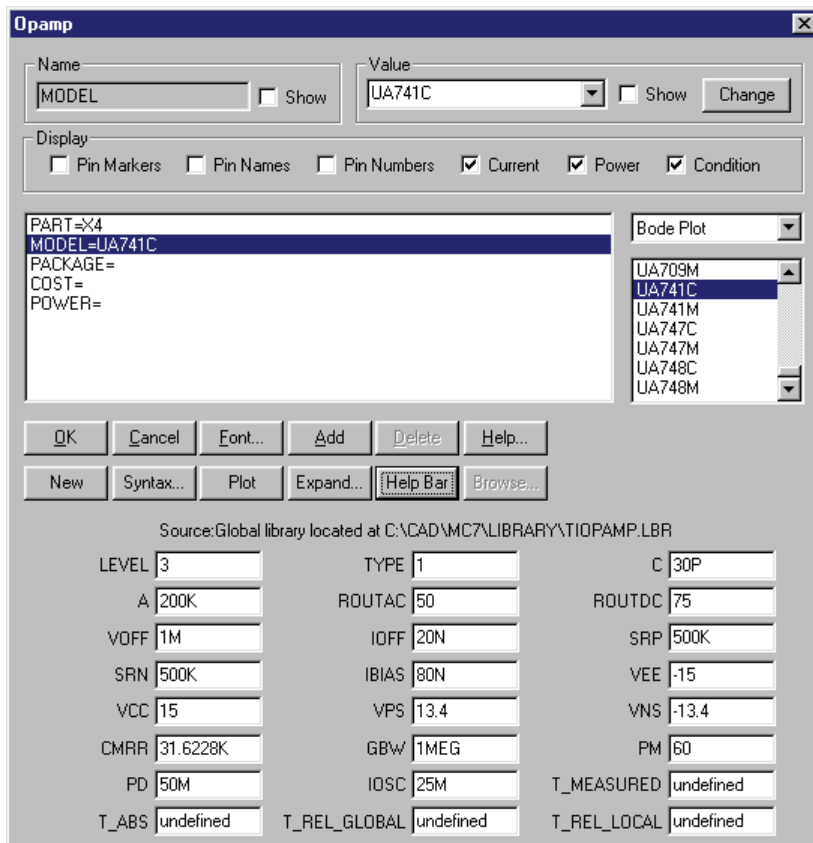 Opamp
Name
Value
MODEL Show UA741C Show Change
Display
Pin Markers Pin Names Pin Numbers Current Power Condition
PART=X4
MODEL=UA741C
PACKAGE=
COST=
POWER=
Bode Plot
UA709M
UA741C
UA741M
UA747C
UA747M
UA748C
UA748M
OK Cancel Font... Add Delete Help...
New Syntax... Plot Expand... Help Bar Browse...
Source:Global library located at C:\CAD\MC7\LIBRARY\TIOPAMP.LBR
LEVEL 3 TYPE 1 C 30P
A 200K ROUTAC 50 ROUTDC 75
VOFF 1M IOFF 20N SRP 500K
SRN 500K IBIAS 80N VEE -15
VCC 15 VPS 13.4 VNS -13.4
CMRR 31.6228K GBW 1MEG PM 60
PD 50M IOSC 25M T_MEASURED undefined
T_ABS undefined T_REL_GLOBAL undefined T_REL_LOCAL undefined